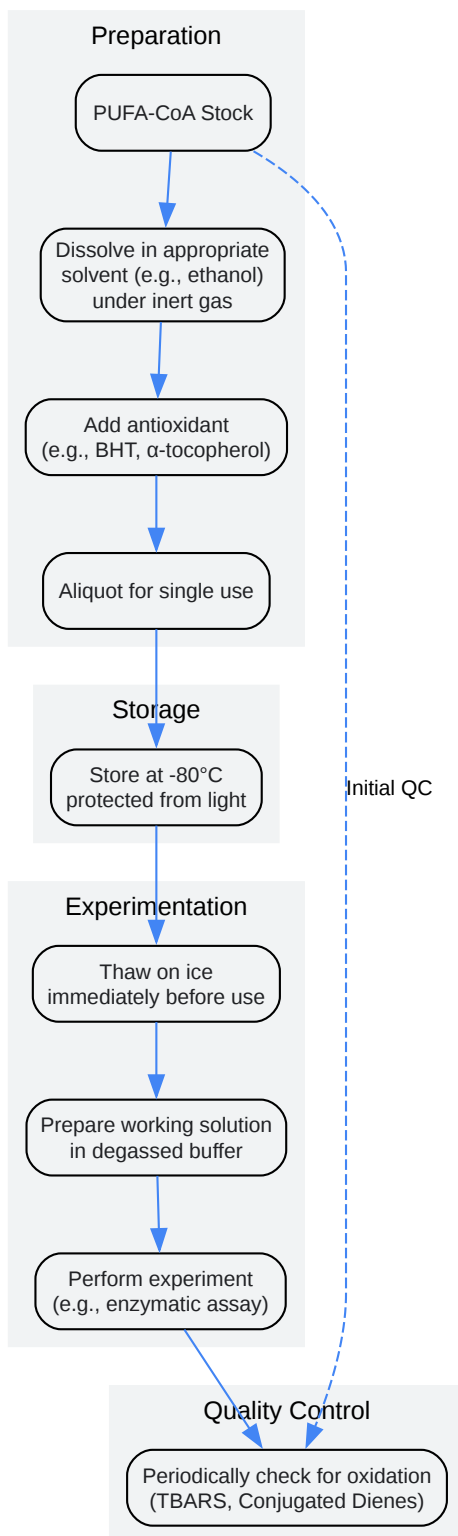 Preparation
PUFA-CoA Stock
Dissolve in appropriate
solvent (e.g., ethanol)
under inert gas
Add antioxidant
(e.g., BHT, α-tocopherol)
Aliquot for single use
Storage
Store at -80°C
protected from light
Initial QC
Experimentation
Thaw on ice
immediately before use
Prepare working solution
in degassed buffer
Perform experiment
(e.g., enzymatic assay)
Quality Control
Periodically check for oxidation
(TBARS, Conjugated Dienes)